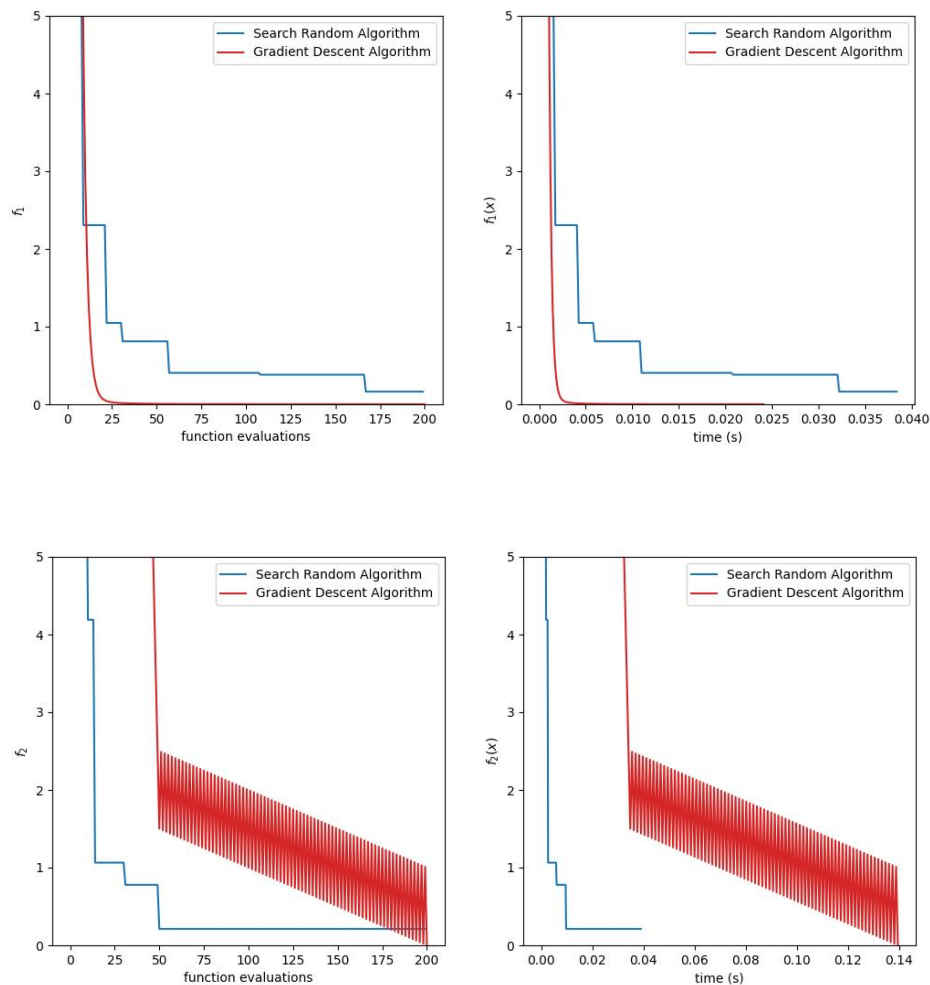 5
4
3
2
1
0
f₁
0 25 50 75 100 125 150 175 200
function evaluations
Search Random Algorithm
Gradient Descent Algorithm
5
4
3
2
1
0
f₁(x)
0.000 0.005 0.010 0.015 0.020 0.025 0.030 0.035 0.040
time (s)
Search Random Algorithm
Gradient Descent Algorithm
5
4
3
2
1
0
f₂
0 25 50 75 100 125 150 175 200
function evaluations
Search Random Algorithm
Gradient Descent Algorithm
5
4
3
2
1
0
f₂(x)
0.00 0.02 0.04 0.06 0.08 0.10 0.12 0.14
time (s)
Search Random Algorithm
Gradient Descent Algorithm